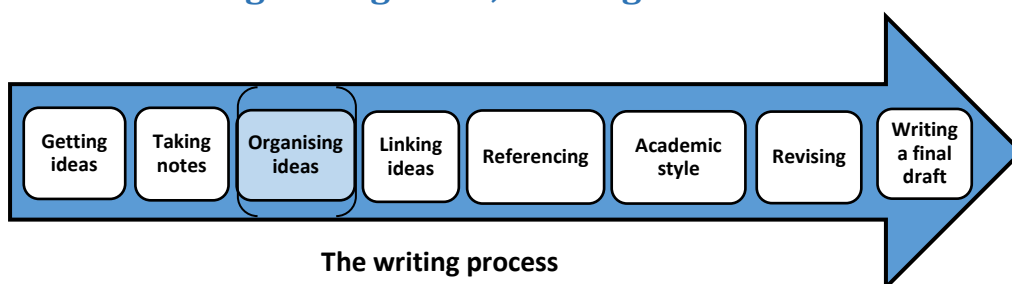 Getting
ideas
Taking
notes
Organising
ideas
Linking
ideas
Referencing
Academic
style
Revising
Writing
a final
draft
The writing process